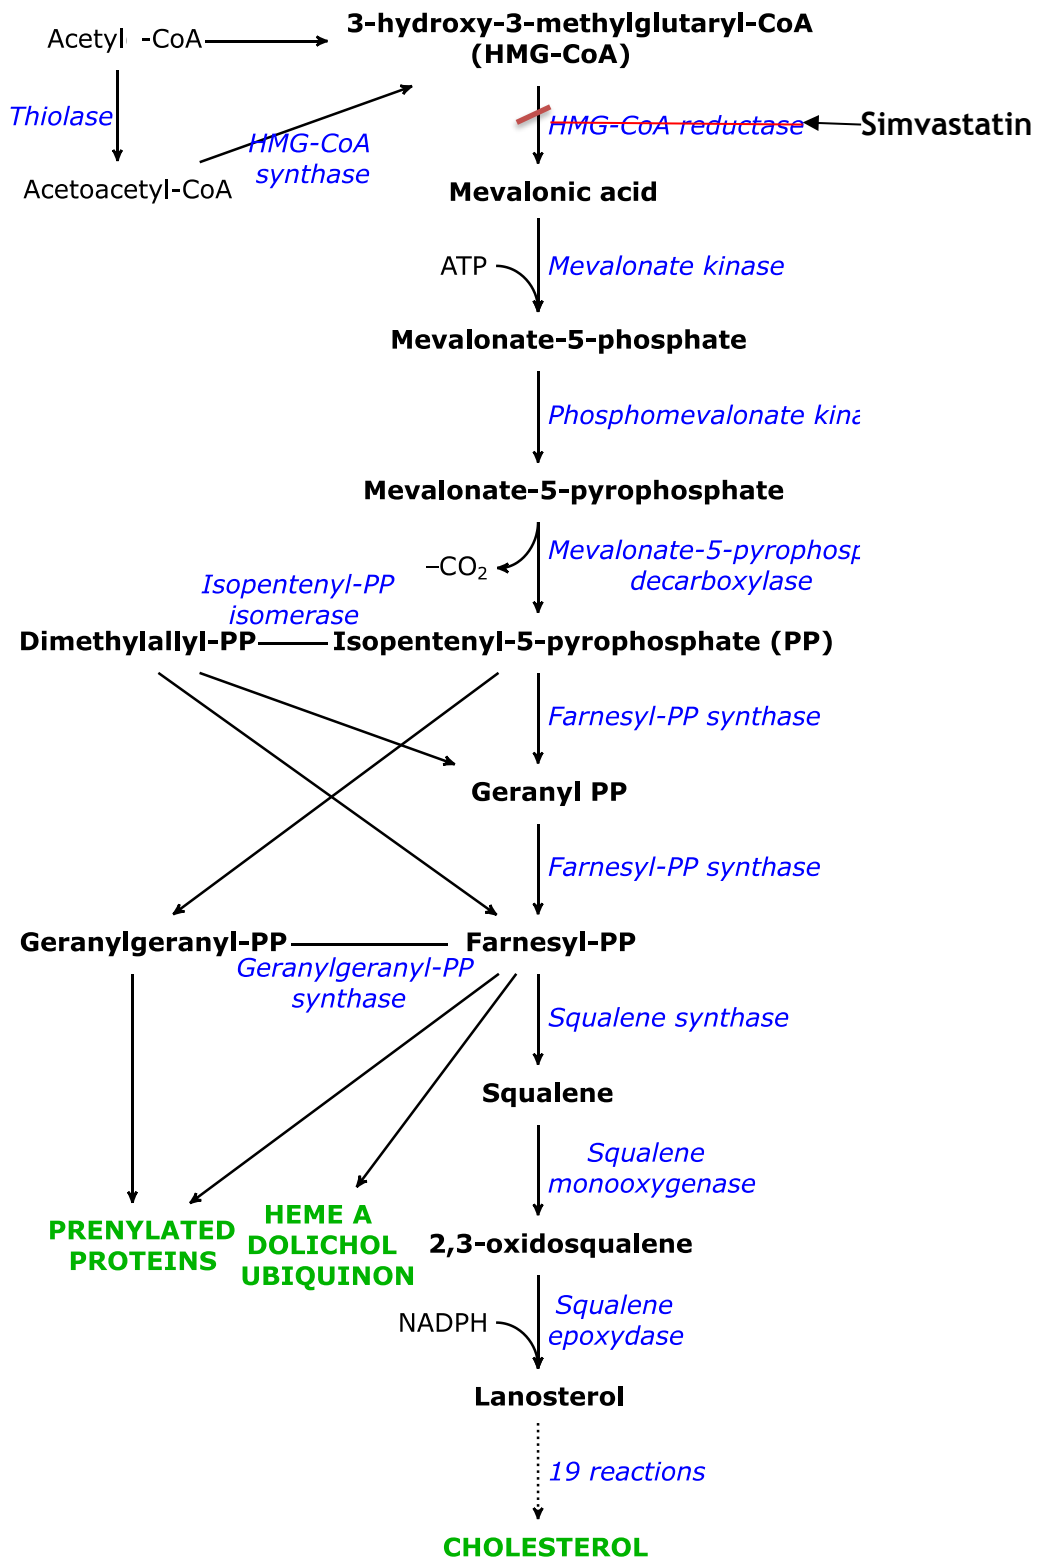 Acetyl -CoA
3-hydroxy-3-methylglutaryl-CoA
(HMG-CoA)
Thiolase
HMG-CoA
synthase
HMG-CoA reductase
Simvastatin
Acetoacetyl-CoA
Mevalonic acid
ATP
Mevalonate kinase
Mevalonate-5-phosphate
Phosphomevalonate kina
Mevalonate-5-pyrophosphate
–CO₂
Mevalonate-5-pyrophosp
decarboxylase
Isopentenyl-PP
isomerase
Dimethylallyl-PP
Isopentenyl-5-pyrophosphate (PP)
Farnesyl-PP synthase
Geranyl PP
Farnesyl-PP synthase
Geranylgeranyl-PP
Farnesyl-PP
Geranylgeranyl-PP
synthase
Squalene synthase
Squalene
Squalene
monooxygenase
PRENYLATED
PROTEINS
HEME A
DOLICHOL
UBIQUINON
2,3-oxidosqualene
NADPH
Squalene
epoxydase
Lanosterol
19 reactions
CHOLESTEROL